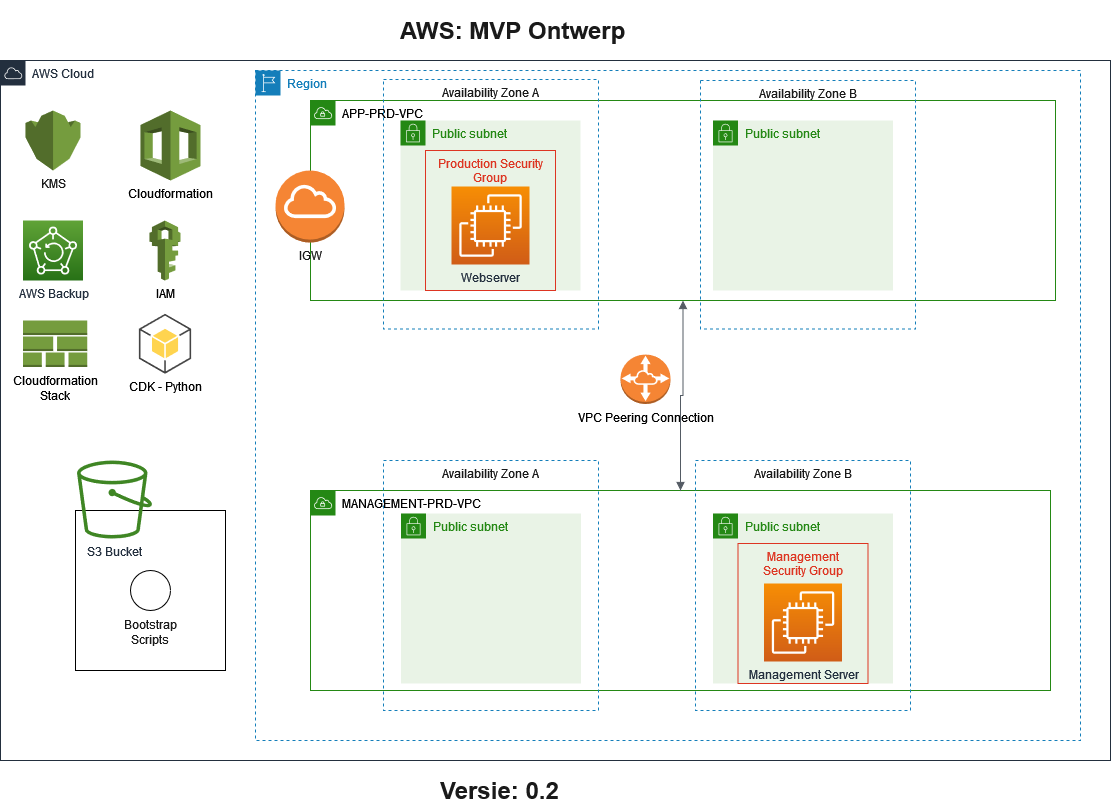 AWS: MVP Ontwerp
AWS Cloud
Region
Availability Zone A
Availability Zone B
APP-PRD-VPC
Public subnet
Public subnet
Production Security
Group
Webserver
IGW
KMS
Cloudformation
AWS Backup
IAM
Cloudformation
Stack
CDK - Python
VPC Peering Connection
Availability Zone A
Availability Zone B
MANAGEMENT-PRD-VPC
Public subnet
Public subnet
Management
Security Group
Management Server
S3 Bucket
Bootstrap
Scripts
Versie: 0.2